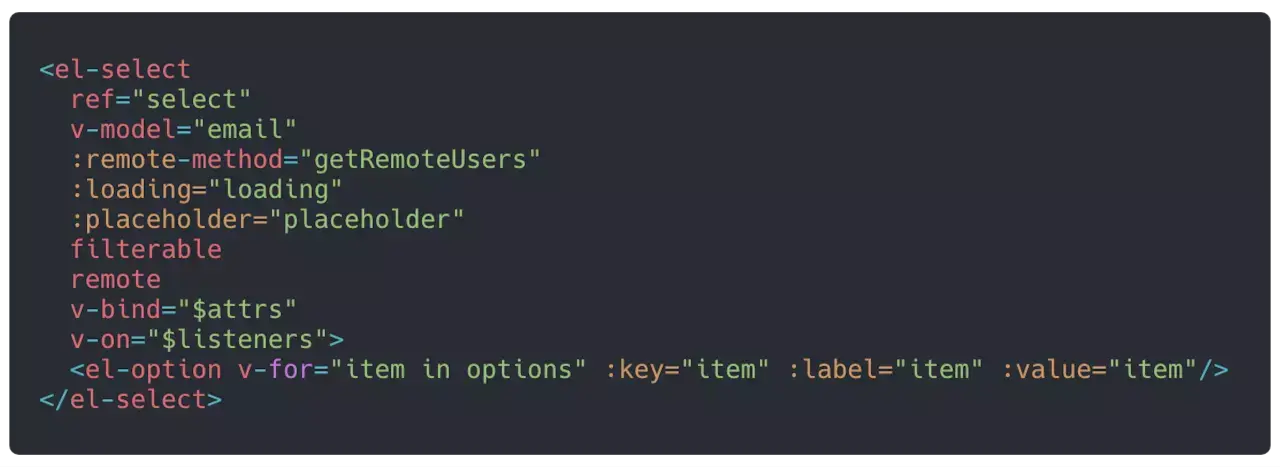 <el-select
  ref="select"
  v-model="email"
  :remote-method="getRemoteUsers"
  :loading="loading"
  :placeholder="placeholder"
  filterable
  remote
  v-bind="$attrs"
  v-on="$listeners">
  <el-option v-for="item in options" :key="item" :label="item" :value="item"/>
</el-select>